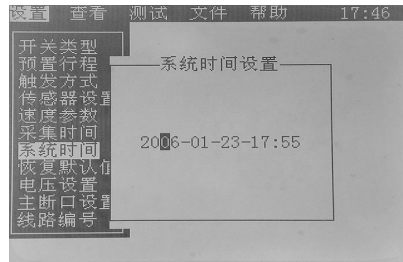 设置 查看 测试 文件 帮助 17:46
开关类型
预置行程
触发方式
传感器设置
速度参数
采集时间
系统时间
恢复默认值
电压设置
主断口设置
线路编号
系统时间设置
2006-01-23-17:55